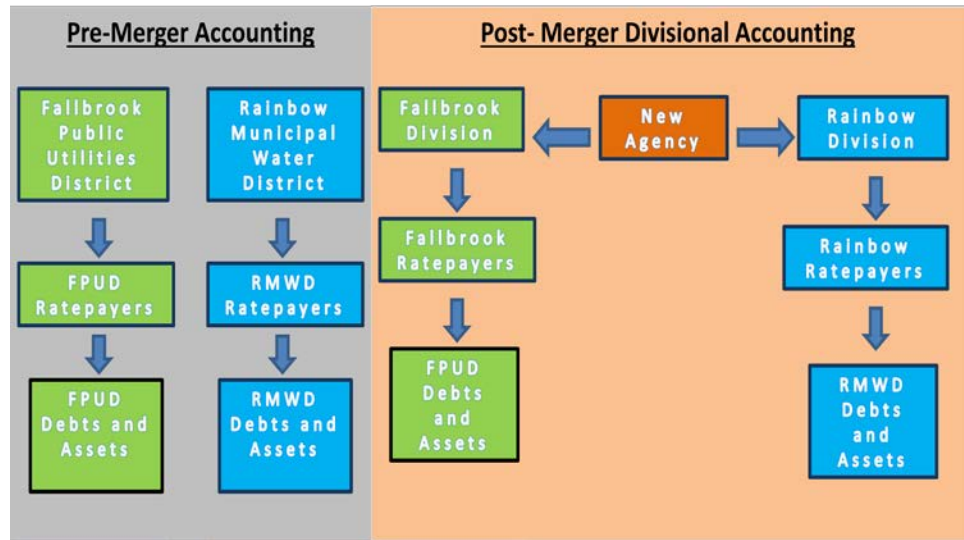 Pre-Merger Accounting
Fallbrook
Public
Utilities
District
Rainbow
Municipal
Water
District
FPUD
Ratepayers
RMWD
Ratepayers
FPUD
Debts and
Assets
RMWD
Debts and
Assets
Post- Merger Divisional Accounting
Fallbrook
Division
New
Agency
Rainbow
Division
Fallbrook
Ratepayers
Rainbow
Ratepayers
FPUD
Debts
and
Assets
RMWD
Debts
and
Assets